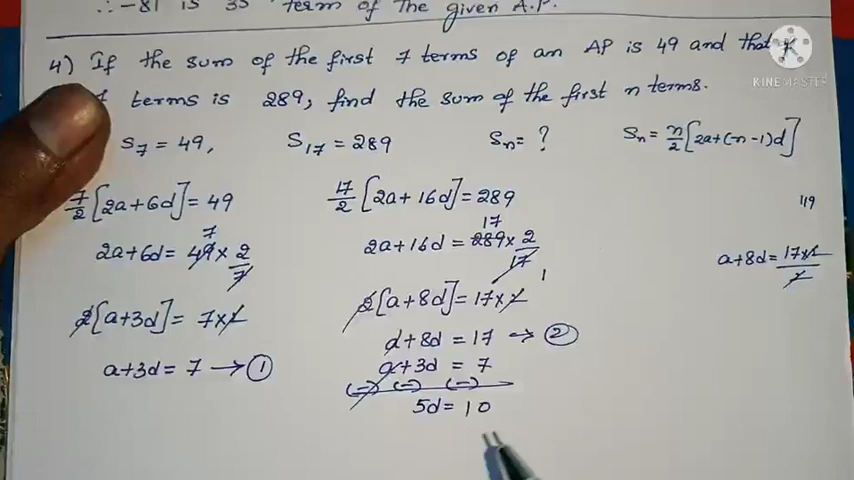 ∴ -81 is 35 term of the given A.P.
4) If the sum of the first 7 terms of an AP is 49 and that
terms is 289, find the sum of the first n terms.
KINEMASTER
S₇ = 49, S₁₇ = 289 Sₙ = ? Sₙ = n/2 [2a+(n-1)d]
7/2 [2a+6d] = 49 17/2 [2a+16d] = 289
119
2a+6d = 49 × 2/7 7 2a+16d = 289 × 2/17 17
a+8d = 17×2/2
2[a+3d] = 7×2 2[a+8d] = 17×2 1
a+8d = 17 → ②
a+3d = 7 → ① a+3d = 7
(-) (-) (-)
5d = 10